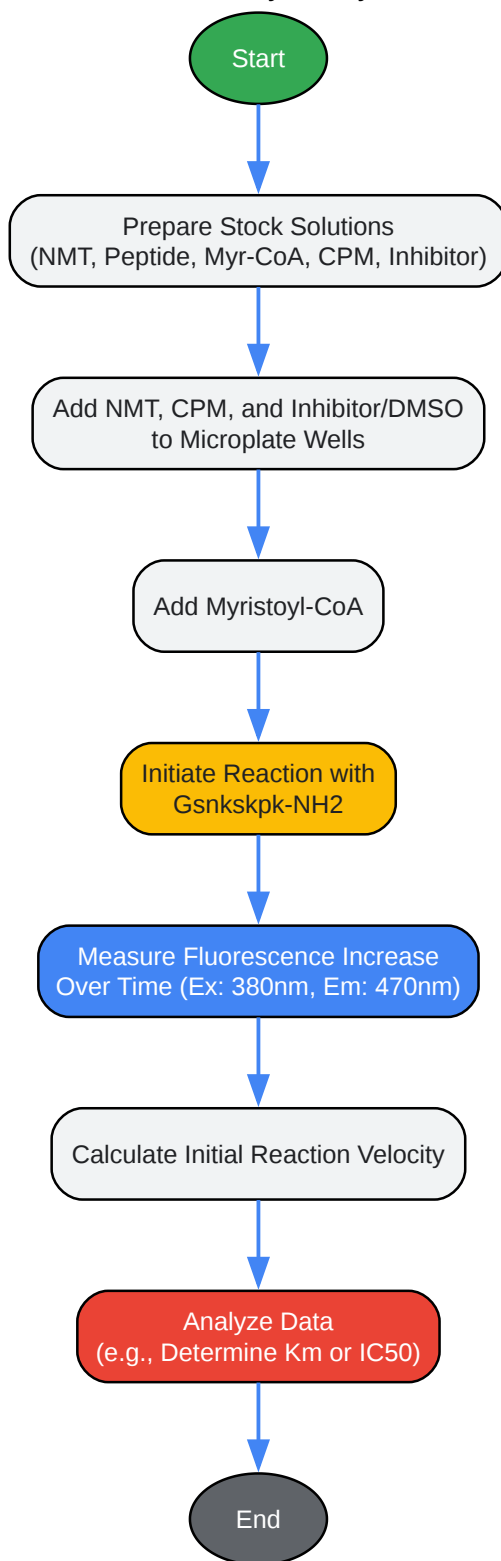 Start
Prepare Stock Solutions
(NMT, Peptide, Myr-CoA, CPM, Inhibitor)
Add NMT, CPM, and Inhibitor/DMSO
to Microplate Wells
Add Myristoyl-CoA
Initiate Reaction with
Gsnkskpk-NH2
Measure Fluorescence Increase
Over Time (Ex: 380nm, Em: 470nm)
Calculate Initial Reaction Velocity
Analyze Data
(e.g., Determine Km or IC50)
End